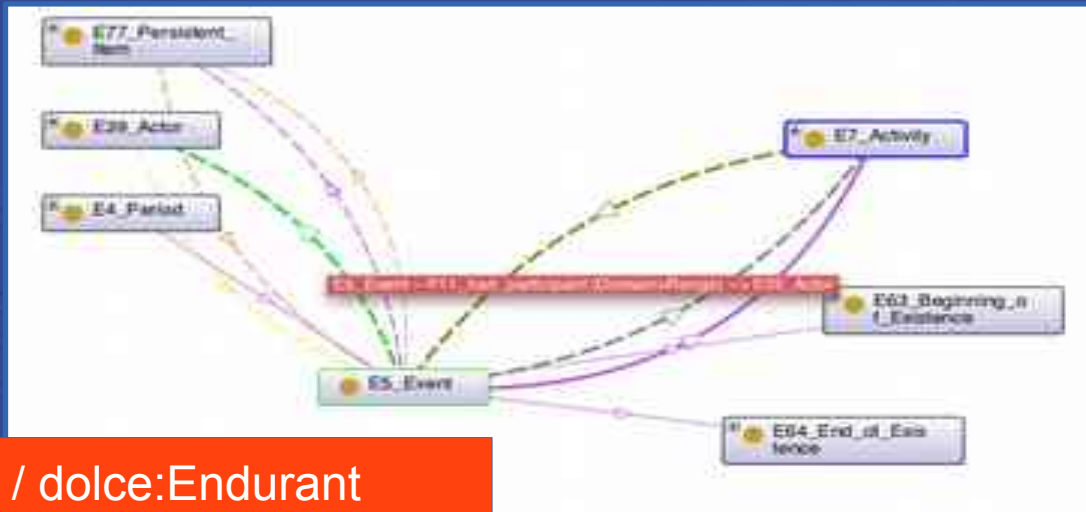 E77_Persistent_
Item
E39_Actor
E4_Period
E7_Activity
E5_Event - P11_had_participant (Domain>Range) -> E39_Actor
E63_Beginning_o
f_Existence
E5_Event
E64_End_of_Exis
tence
/ dolce:Endurant